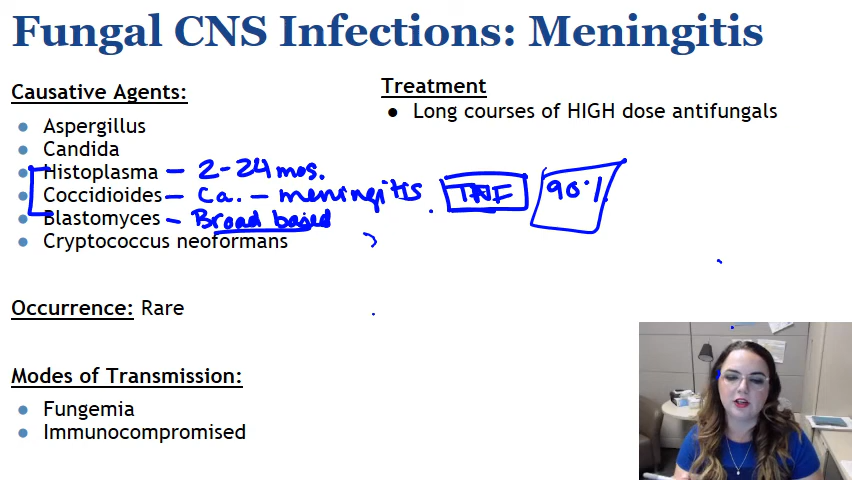 Fungal CNS Infections: Meningitis
Causative Agents:
Aspergillus
Candida
Histoplasma – 2-24 mos.
Coccidioides – Ca. – meningitis TNF 90%
Blastomyces – Broad based
Cryptococcus neoformans
Occurrence: Rare
Modes of Transmission:
Fungemia
Immunocompromised
Treatment
Long courses of HIGH dose antifungals